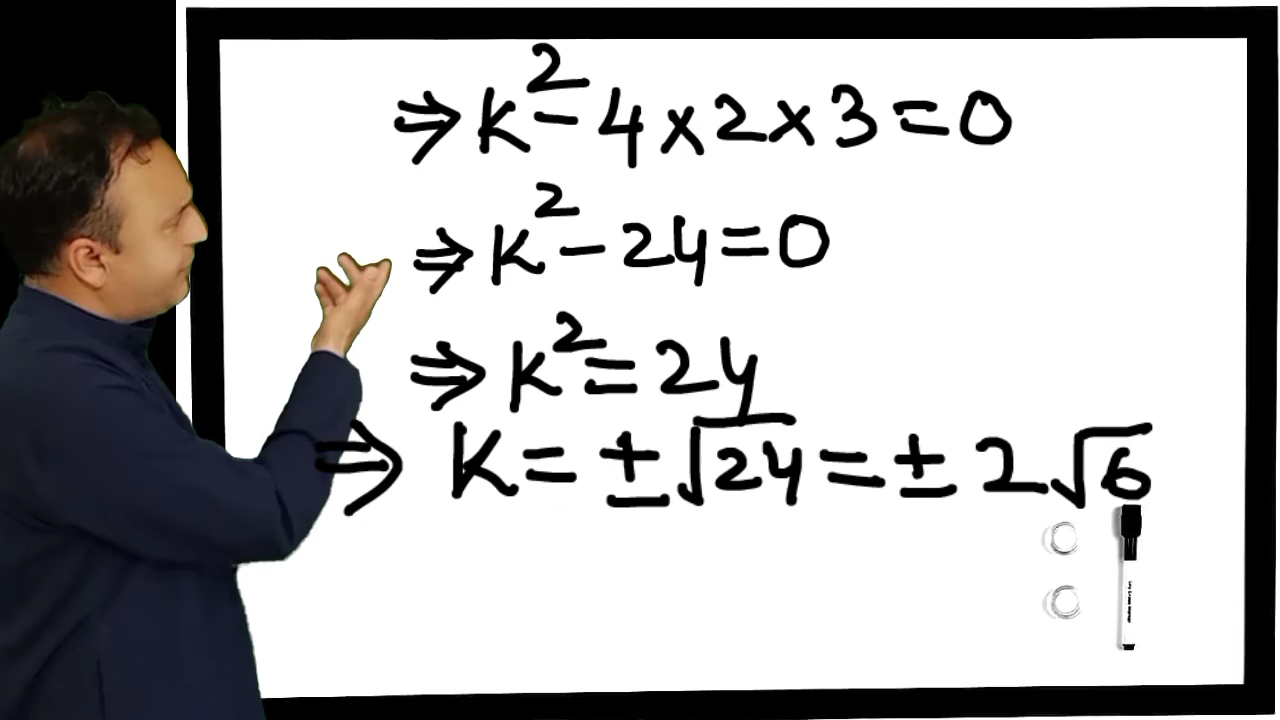 ⇒ K² - 4 × 2 × 3 = 0
⇒ K² - 24 = 0
⇒ K² = 24
⇒ K = ± √24 = ± 2 √6